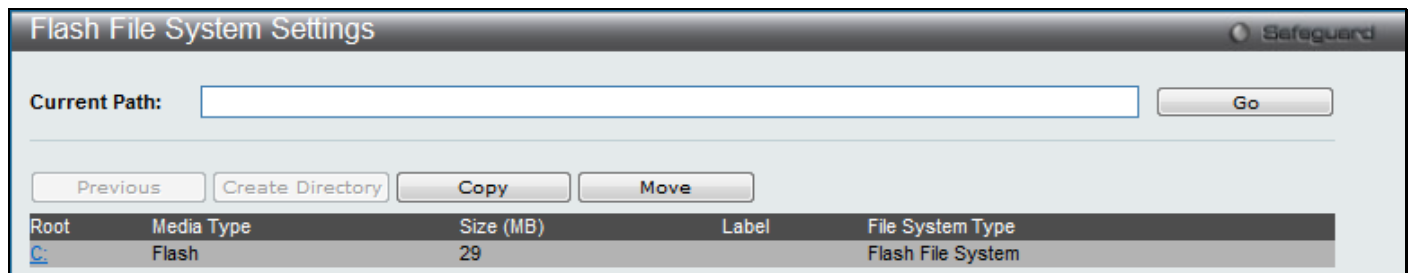 Flash File System Settings Safeguard
Current Path: Go
Previous Create Directory Copy Move
Root Media Type Size (MB) Label File System Type
C: Flash 29 Flash File System